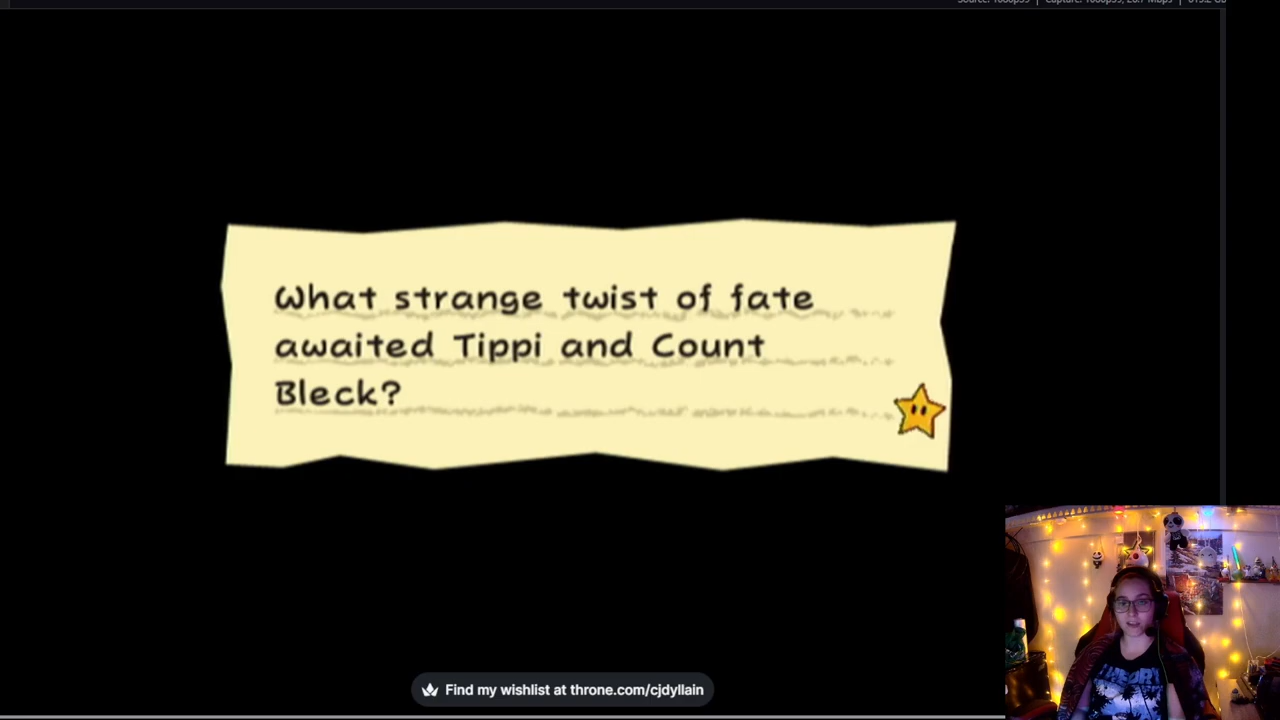 What strange twist of fate
awaited Tippi and Count
Bleck?
Find my wishlist at throne.com/cjdyllain